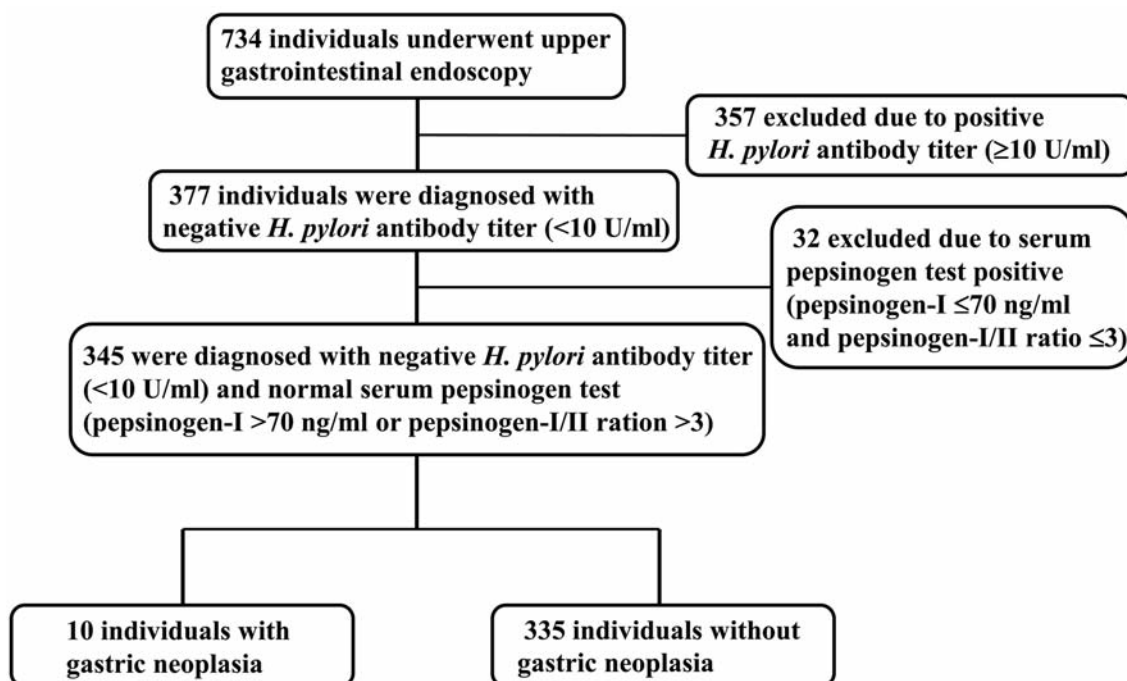 734 individuals underwent upper
gastrointestinal endoscopy
357 excluded due to positive
H. pylori antibody titer (≥10 U/ml)
377 individuals were diagnosed with
negative H. pylori antibody titer (<10 U/ml)
32 excluded due to serum
pepsinogen test positive
(pepsinogen-I ≤70 ng/ml
and pepsinogen-I/II ratio ≤3)
345 were diagnosed with negative H. pylori antibody titer
(<10 U/ml) and normal serum pepsinogen test
(pepsinogen-I >70 ng/ml or pepsinogen-I/II ration >3)
10 individuals with
gastric neoplasia
335 individuals without
gastric neoplasia